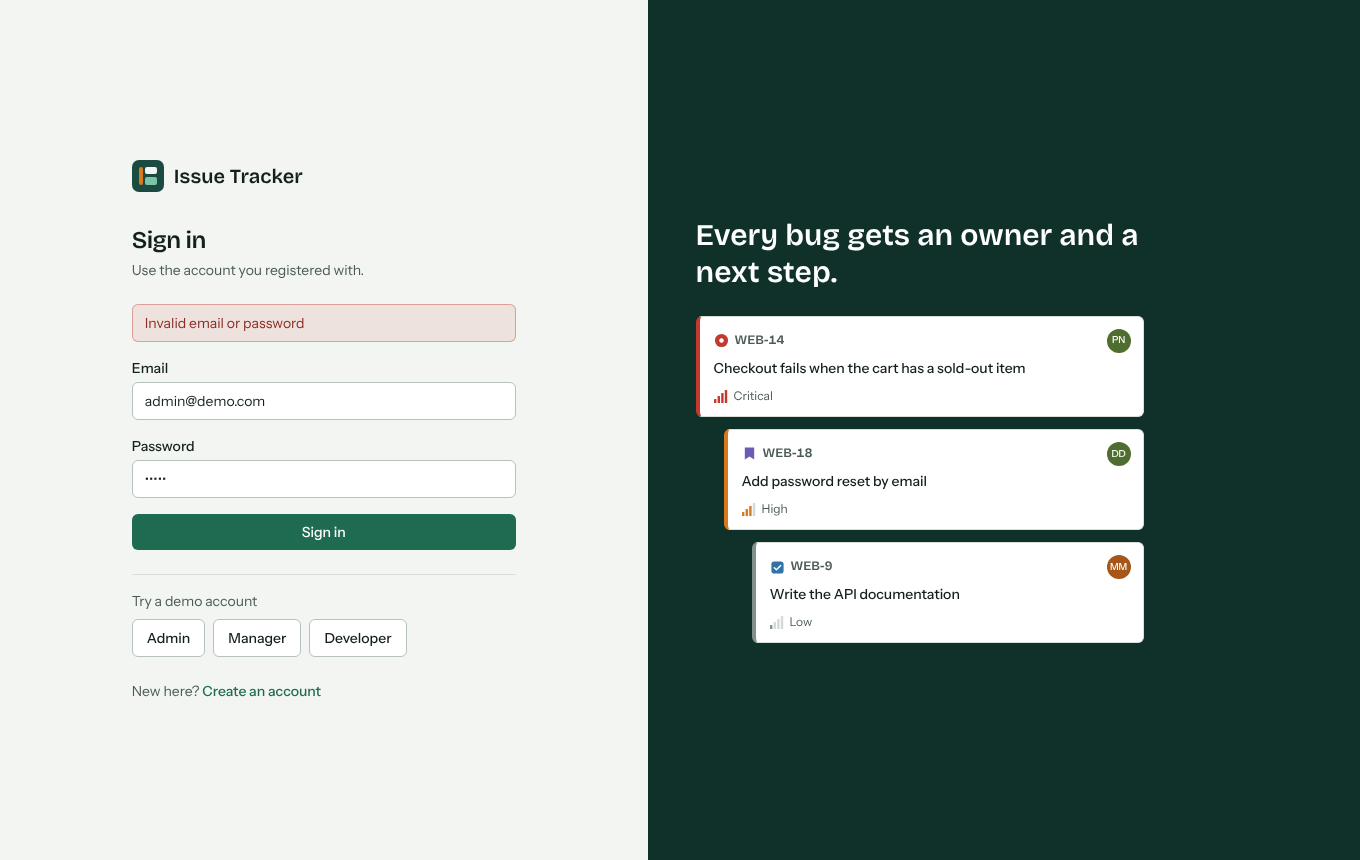 Issue Tracker
Sign in
Use the account you registered with.
Invalid email or password
Email
admin@demo.com
Password
•••••
Sign in
Try a demo account
Admin
Manager
Developer
New here? Create an account
Every bug gets an owner and a
next step.
WEB-14
PN
Checkout fails when the cart has a sold-out item
Critical
WEB-18
DD
Add password reset by email
High
WEB-9
MM
Write the API documentation
Low